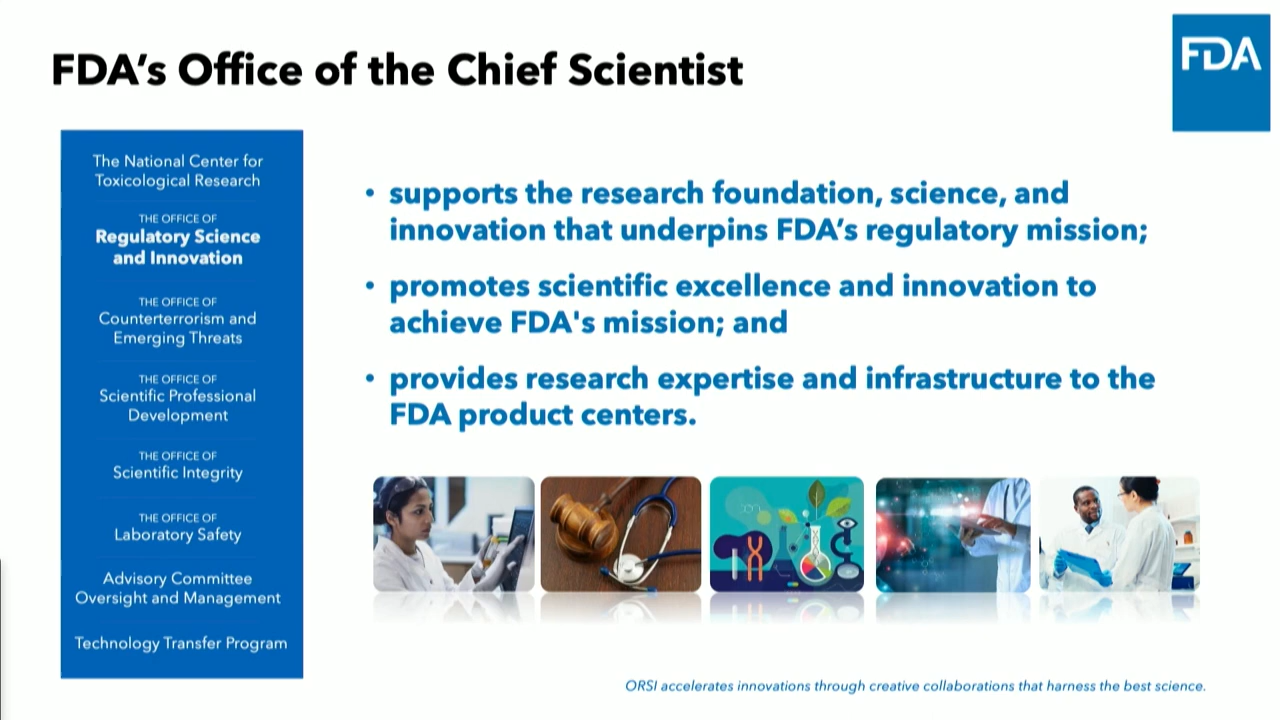 FDA's Office of the Chief Scientist
FDA
The National Center for
Toxicological Research
THE OFFICE OF
Regulatory Science
and Innovation
THE OFFICE OF
Counterterrorism and
Emerging Threats
THE OFFICE OF
Scientific Professional
Development
THE OFFICE OF
Scientific Integrity
THE OFFICE OF
Laboratory Safety
Advisory Committee
Oversight and Management
Technology Transfer Program
• supports the research foundation, science, and
innovation that underpins FDA's regulatory mission;
• promotes scientific excellence and innovation to
achieve FDA's mission; and
• provides research expertise and infrastructure to the
FDA product centers.
ORSI accelerates innovations through creative collaborations that harness the best science.